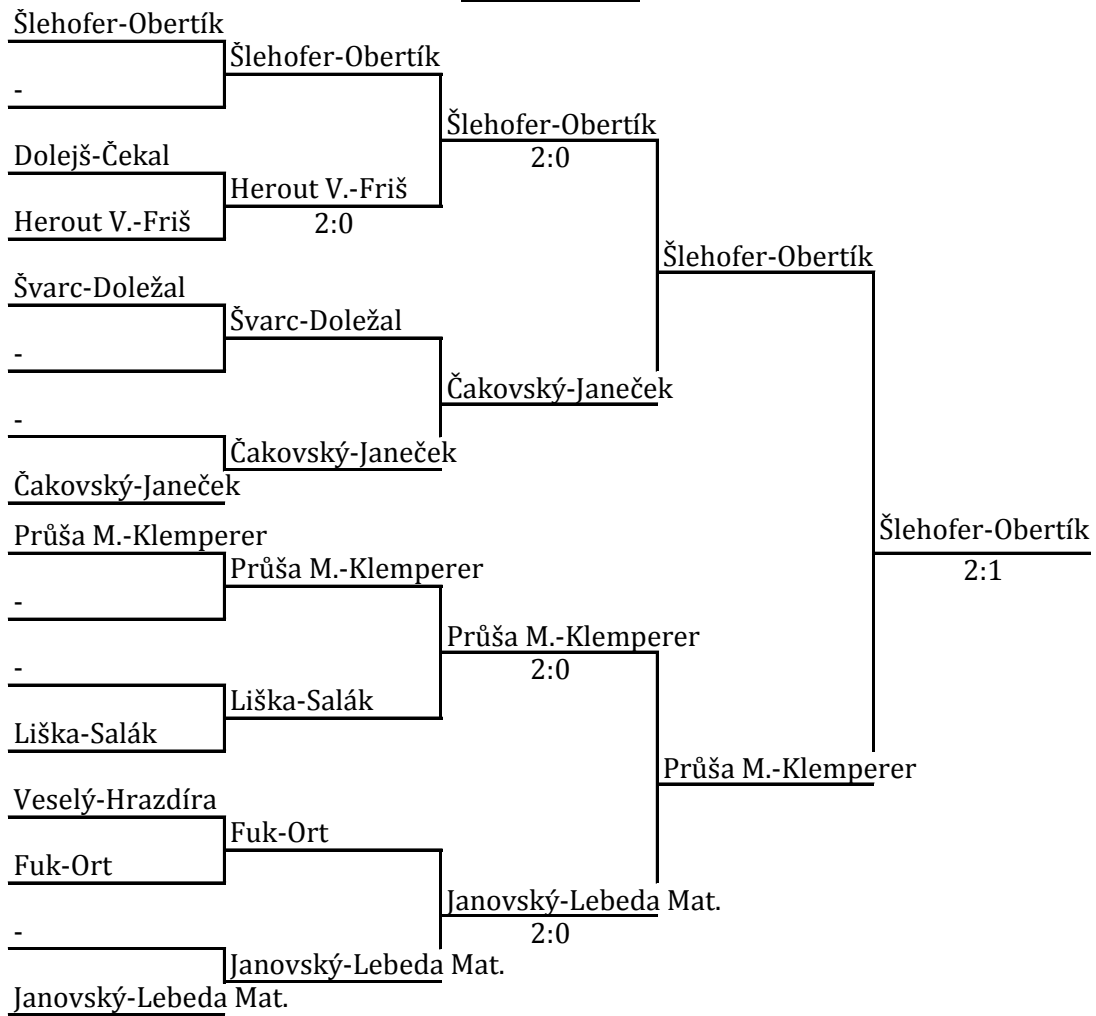 Šlehofer-Obertík
Šlehofer-Obertík
-
Šlehofer-Obertík
2:0
Dolejš-Čekal
Herout V.-Friš
2:0
Herout V.-Friš
Šlehofer-Obertík
Švarc-Doležal
Švarc-Doležal
-
Čakovský-Janeček
-
Čakovský-Janeček
Čakovský-Janeček
Šlehofer-Obertík
2:1
Průša M.-Klemperer
Průša M.-Klemperer
-
Průša M.-Klemperer
2:0
-
Liška-Salák
Liška-Salák
Průša M.-Klemperer
Veselý-Hrazdíra
Fuk-Ort
Fuk-Ort
Janovský-Lebeda Mat.
2:0
-
Janovský-Lebeda Mat.
Janovský-Lebeda Mat.